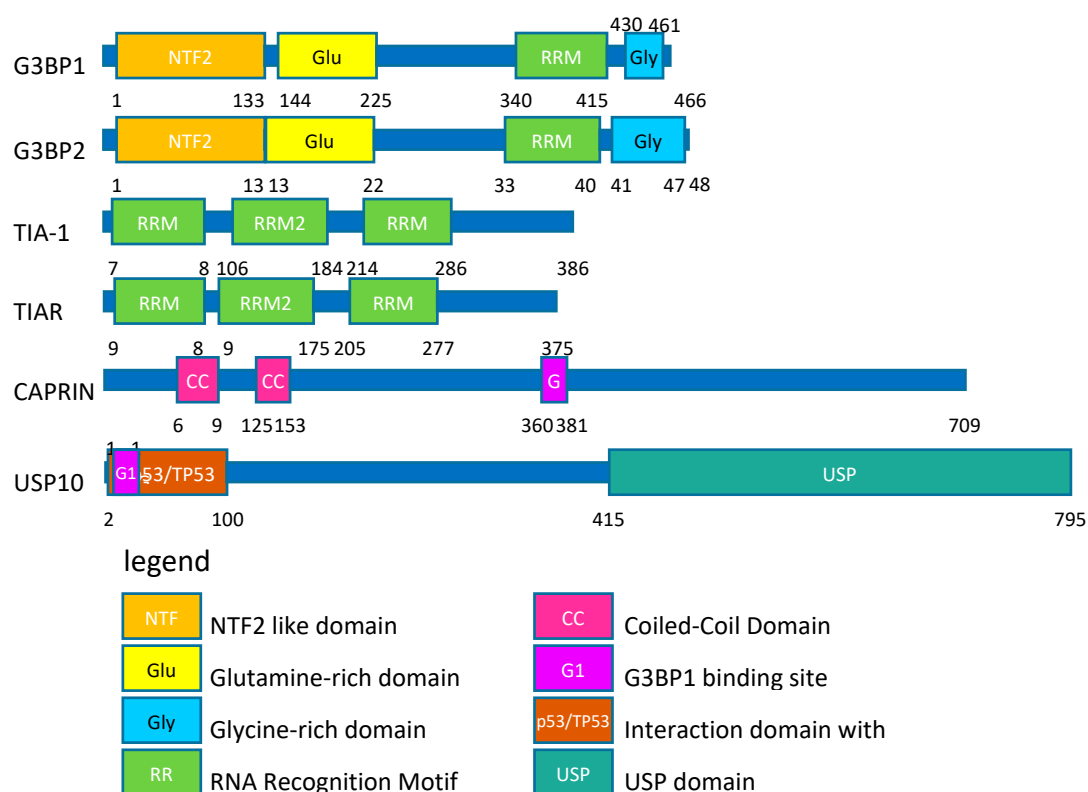 430 461
G3BP1 NTF2 Glu RRM Gly
1 133 144 225 340 415 466
G3BP2 NTF2 Glu RRM Gly
1 13 13 22 33 40 41 47 48
TIA-1 RRM RRM2 RRM
7 8 106 184 214 286 386
TIAR RRM RRM2 RRM
9 8 9 175 205 277 375
CAPRIN CC CC G
6 9 125 153 360 381 709
1 1
USP10 G1 p53/TP53 USP
2 100 415 795
legend
NTF NTF2 like domain
Glu Glutamine-rich domain
Gly Glycine-rich domain
RR RNA Recognition Motif
CC Coiled-Coil Domain
G1 G3BP1 binding site
p53/TP53 Interaction domain with
USP USP domain